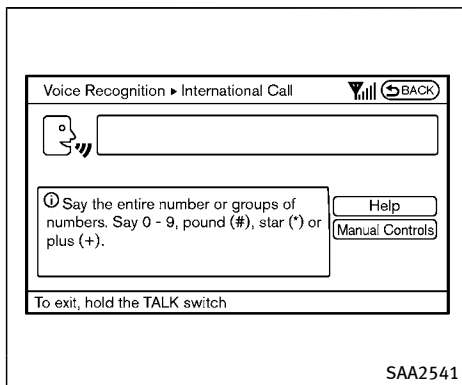 Voice Recognition ▸ International Call
BACK
ⓘ Say the entire number or groups of
numbers. Say 0 - 9, pound (#), star (*) or
plus (+).
Help
Manual Controls
To exit, hold the TALK switch
SAA2541